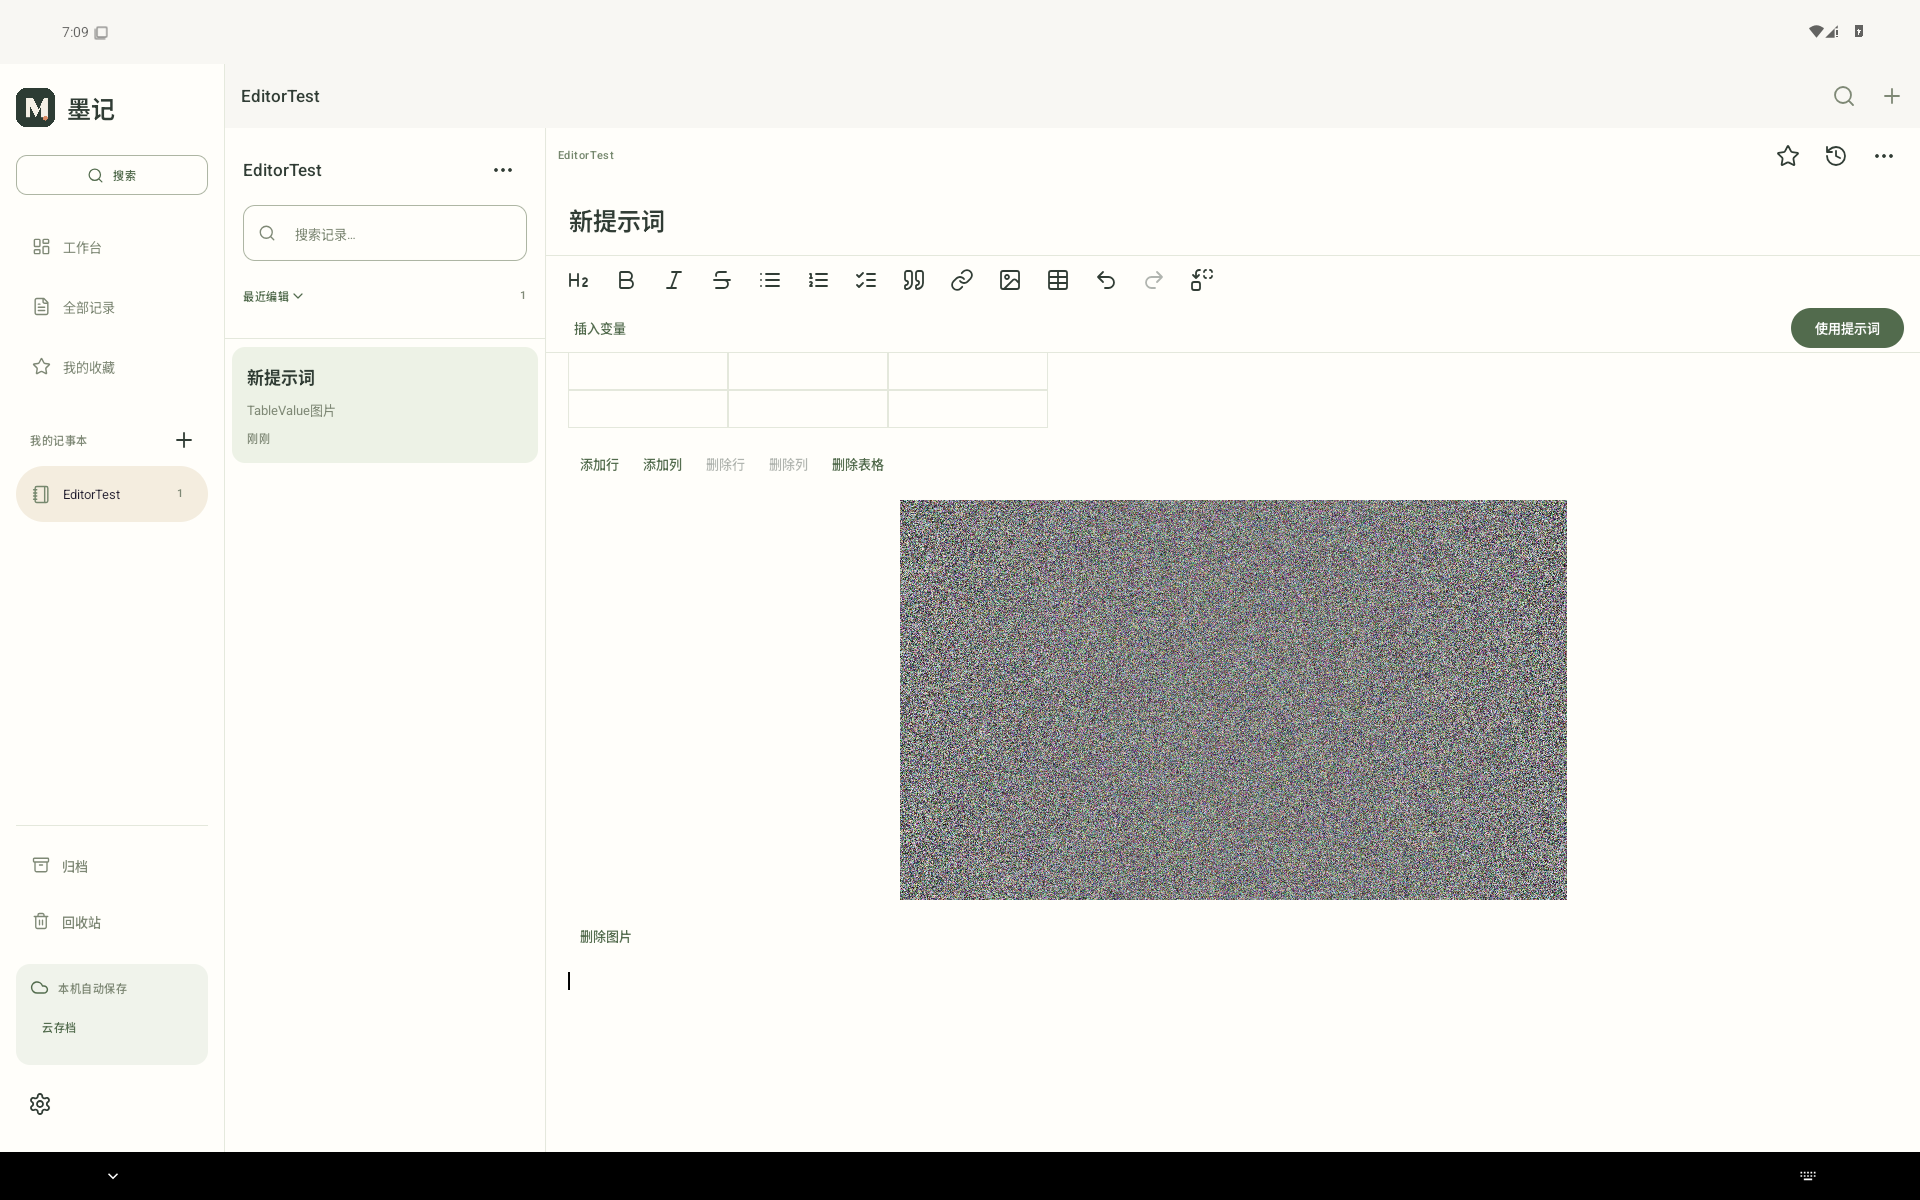 7:09
M 墨记
搜索
工作台
全部记录
我的收藏
我的记事本
EditorTest 1
归档
回收站
本机自动保存
云存档
EditorTest
EditorTest
搜索记录...
最近编辑 1
新提示词
TableValue图片
刚刚
EditorTest
新提示词
H2 B I S
插入变量
使用提示词
添加行 添加列 删除行 删除列 删除表格
删除图片